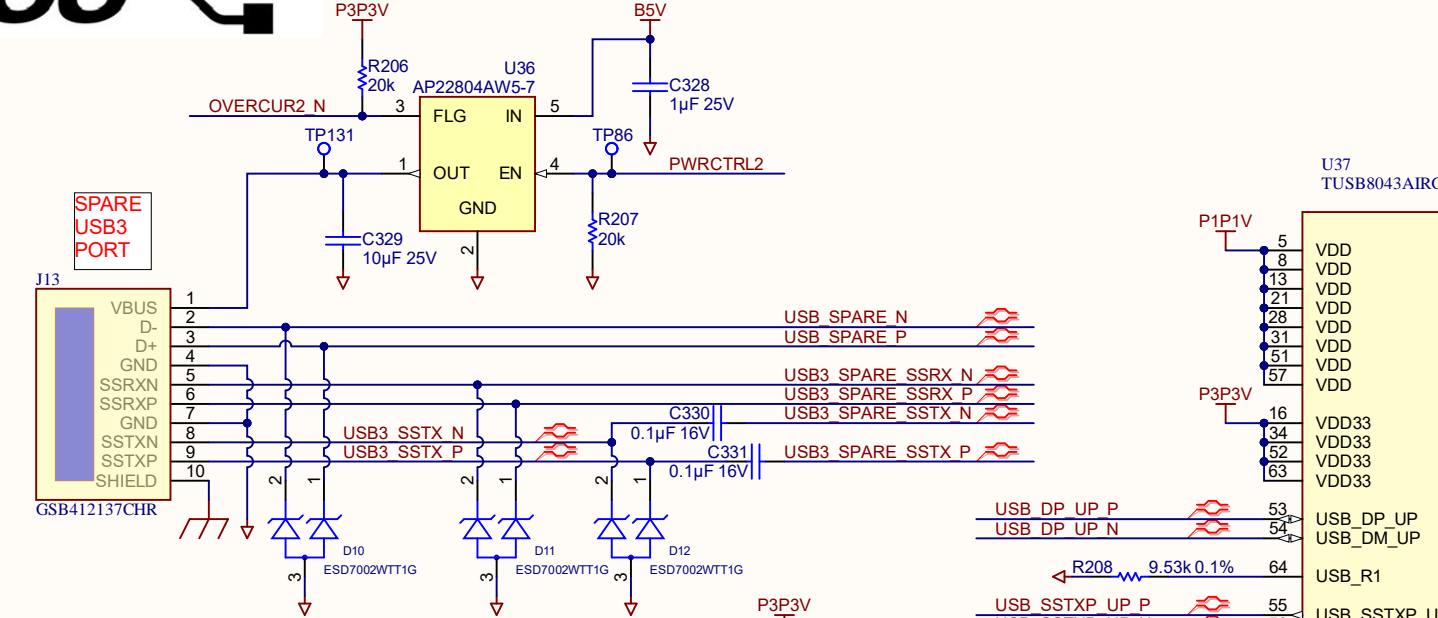 P3P3V
B5V
R206
20k
U36
AP22804AW5-7
C328
1µF 25V
OVERCUR2_N
3
FLG
IN
5
TP131
TP86
1
OUT
EN
4
PWRCTRL2
GND
2
R207
20k
C329
10µF 25V
SPARE
USB3
PORT
J13
VBUS
1
D-
2
D+
3
GND
4
SSRXN
5
SSRXP
6
GND
7
SSTXN
8
SSTXP
9
SHIELD
10
GSB412137CHR
USB_SPARE_N
USB_SPARE_P
USB3_SPARE_SSRX_N
USB3_SPARE_SSRX_P
C330
USB3_SPARE_SSTX_N
0.1µF 16V
USB3_SSTX_N
USB3_SSTX_P
C331
USB3_SPARE_SSTX_P
0.1µF 16V
2
1
2
1
2
1
D10
ESD7002WTT1G
D11
ESD7002WTT1G
D12
ESD7002WTT1G
3
3
3
P3P3V
U37
TUSB8043AIRG
P1P1V
5
VDD
8
VDD
13
VDD
21
VDD
28
VDD
31
VDD
51
VDD
57
VDD
P3P3V
16
VDD33
34
VDD33
52
VDD33
63
VDD33
USB_DP_UP_P
53
USB_DP_UP
USB_DP_UP_N
54
USB_DM_UP
R208
9.53k 0.1%
64
USB_R1
USB_SSTXP_UP_P
55
USB_SSTXP_U